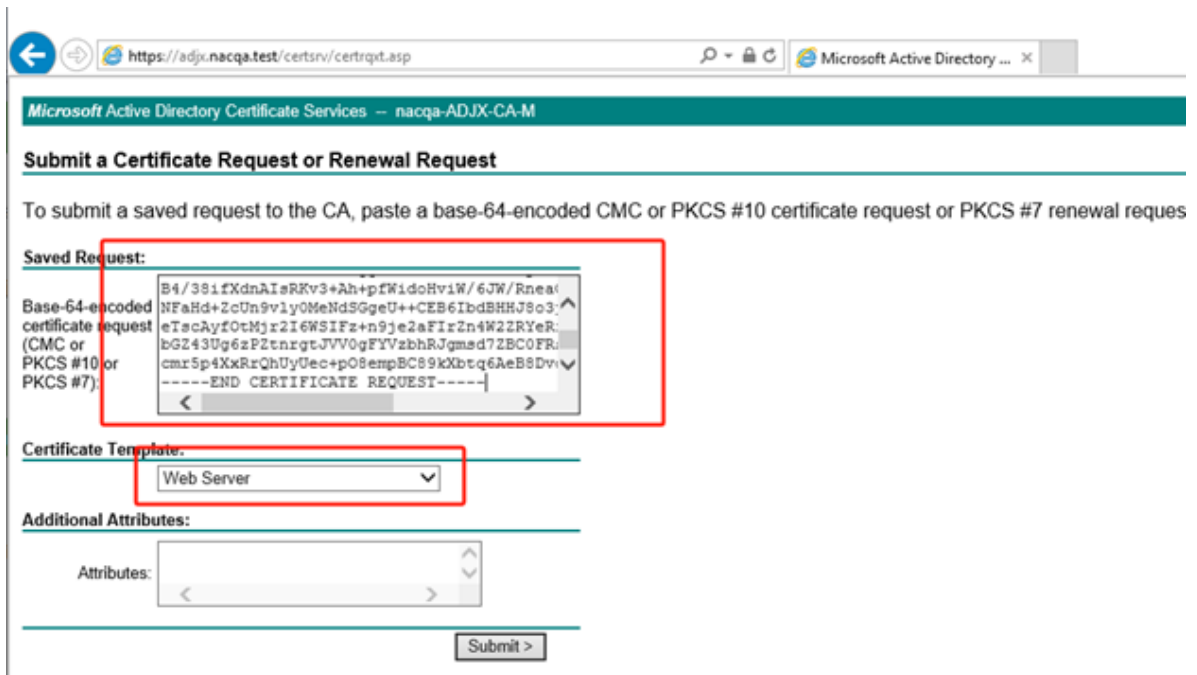 https://adjx.nacqa.test/certsrv/certrqxt.asp
Microsoft Active Directory ...
Microsoft Active Directory Certificate Services -- nacqa-ADJX-CA-M
Submit a Certificate Request or Renewal Request
To submit a saved request to the CA, paste a base-64-encoded CMC or PKCS #10 certificate request or PKCS #7 renewal reques
Saved Request:
Base-64-encoded
certificate request
(CMC or
PKCS #10 or
PKCS #7):
B4/38ifXdnAIsRKv3+Ah+pfWidoHviW/6JW/Rnea
NFaHd+ZcUn9vly0MeNdSGgeU++CEB6IbdBHHJ8o3
eTscAyfOtMjr2I6WSIFz+n9je2aFIrZn4W2ZRYeR
bGZ43Ug6zPZtnrgtJVV0gFYVzbhRJgmsd7ZBC0FR
cmr5p4XxRrQhUyUec+pO8empBC89kXbtq6AeB8Dv
-----END CERTIFICATE REQUEST-----
Certificate Template:
Web Server
Additional Attributes:
Attributes:
Submit >